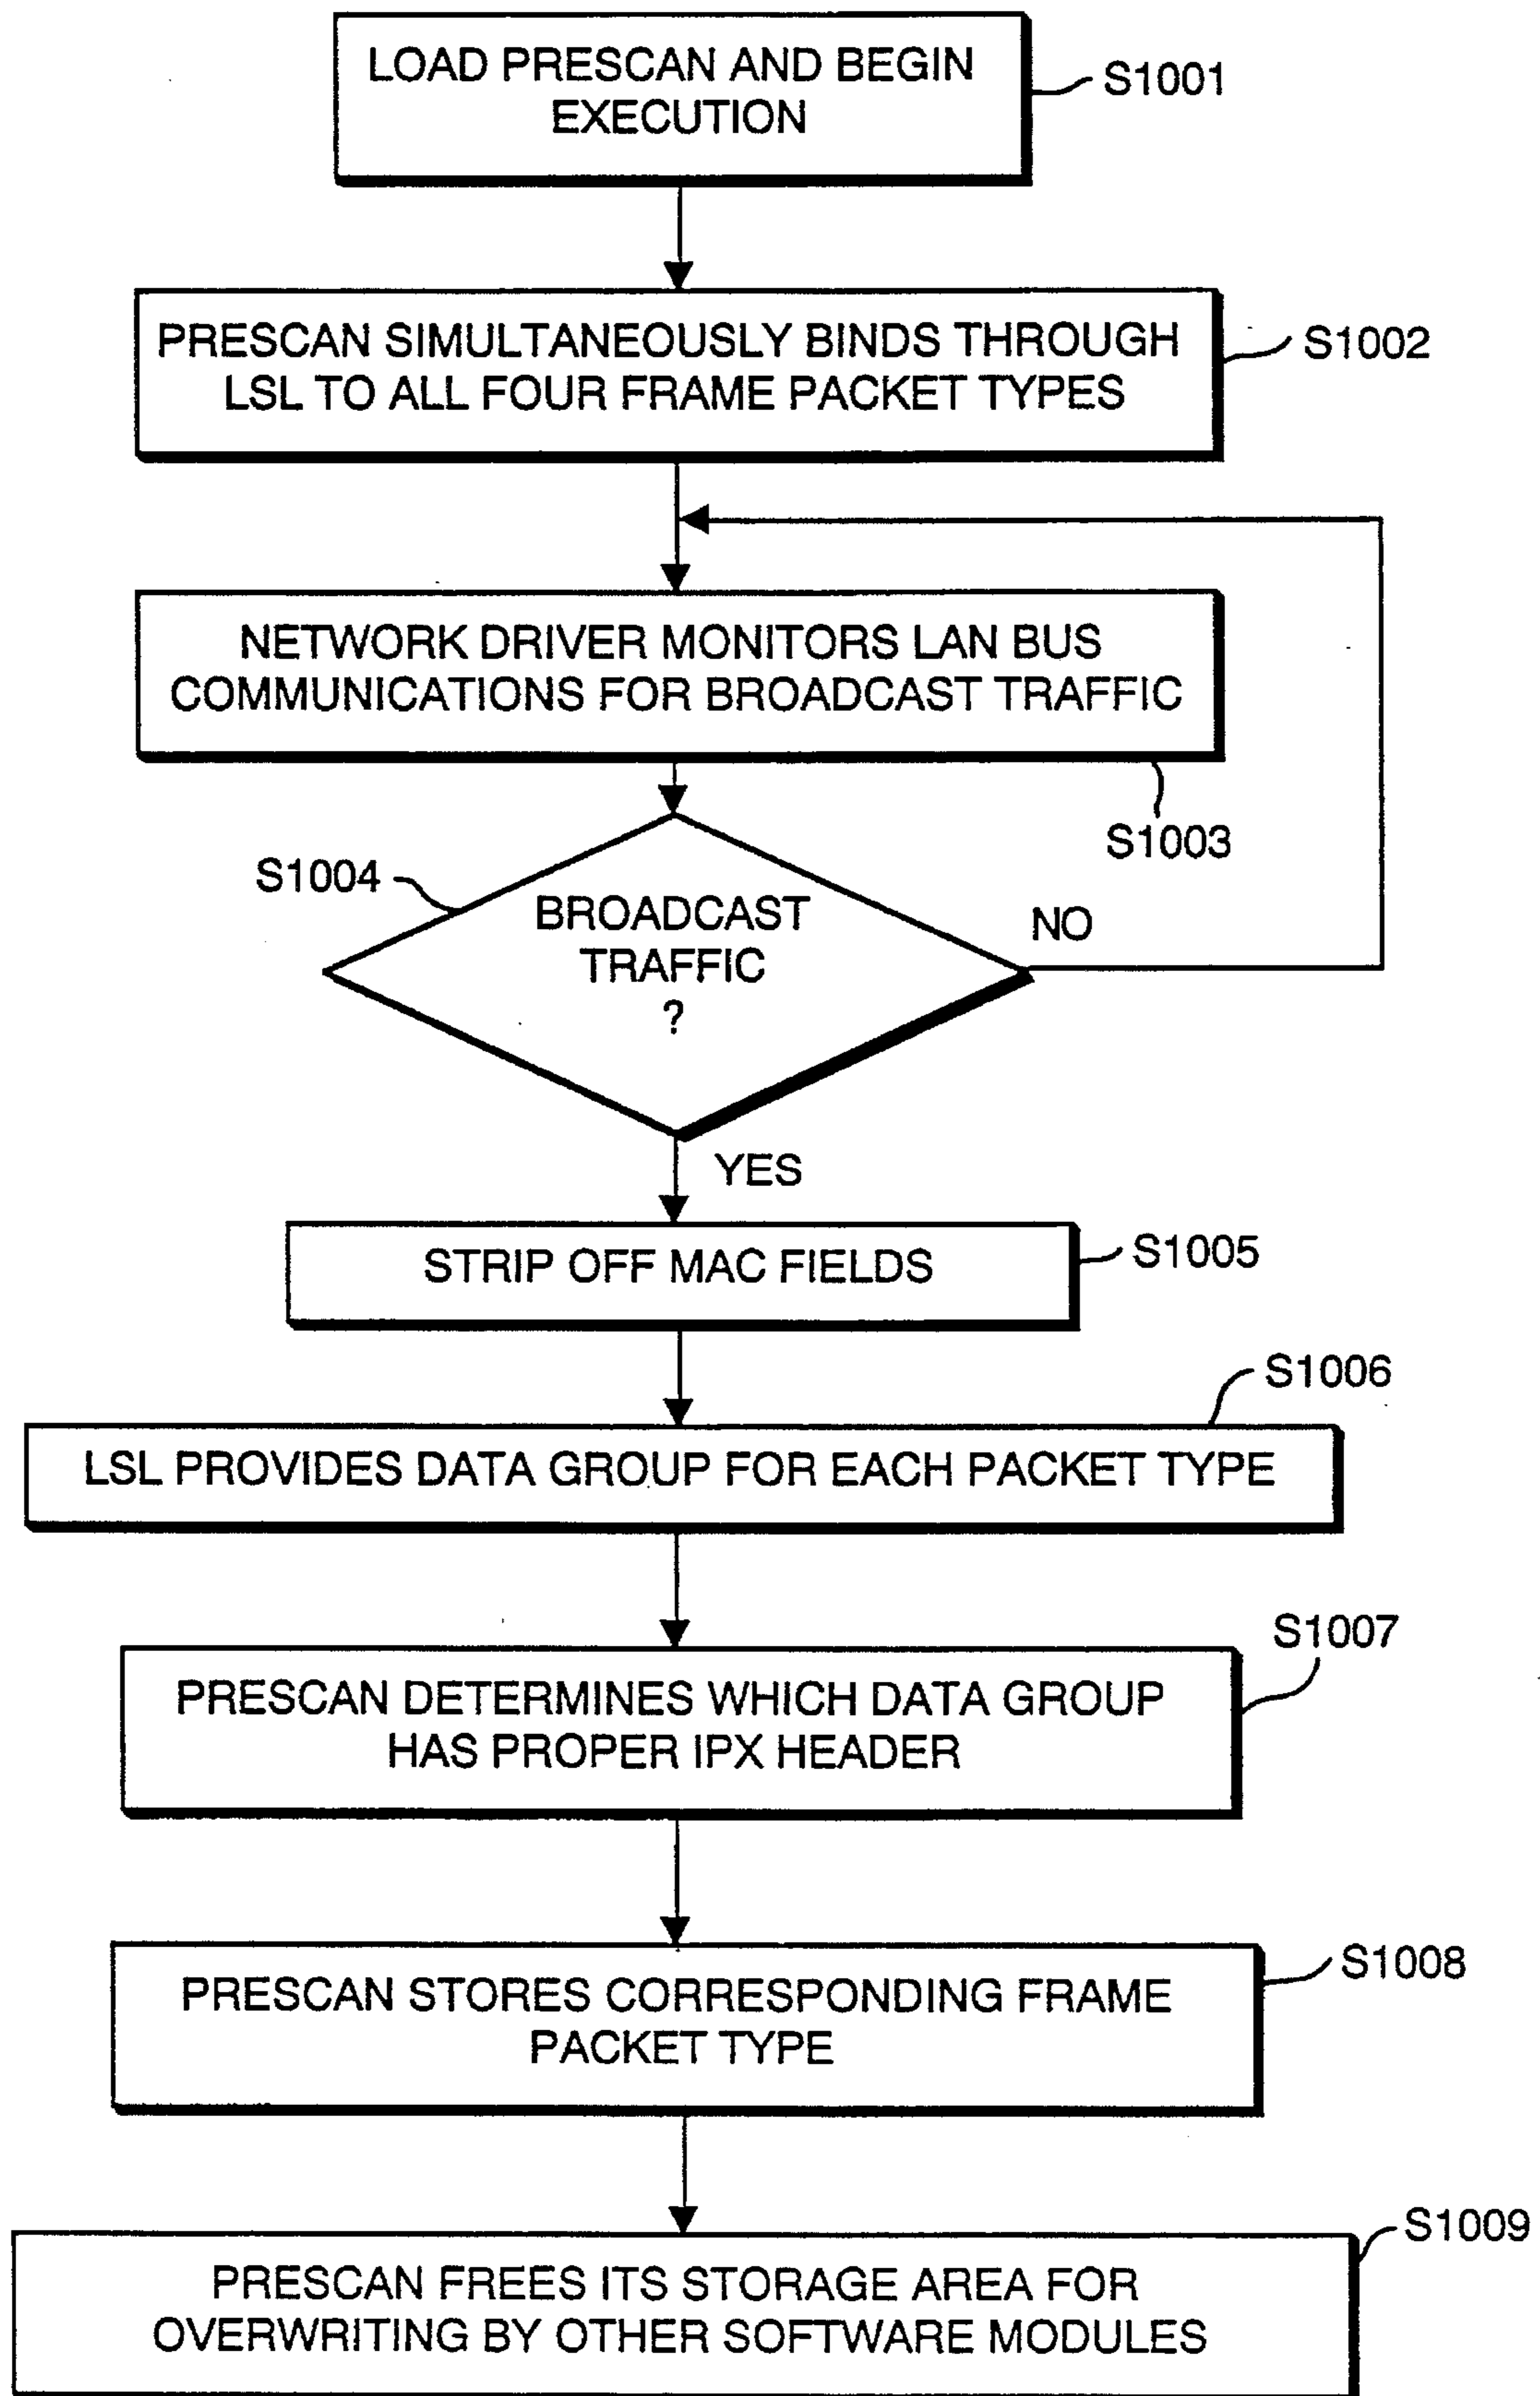 LOAD PRESCAN AND BEGIN
EXECUTION
S1001
PRESCAN SIMULTANEOUSLY BINDS THROUGH
LSL TO ALL FOUR FRAME PACKET TYPES
S1002
NETWORK DRIVER MONITORS LAN BUS
COMMUNICATIONS FOR BROADCAST TRAFFIC
S1003
S1004
BROADCAST
TRAFFIC
?
NO
YES
STRIP OFF MAC FIELDS
S1005
S1006
LSL PROVIDES DATA GROUP FOR EACH PACKET TYPE
S1007
PRESCAN DETERMINES WHICH DATA GROUP
HAS PROPER IPX HEADER
S1008
PRESCAN STORES CORRESPONDING FRAME
PACKET TYPE
S1009
PRESCAN FREES ITS STORAGE AREA FOR
OVERWRITING BY OTHER SOFTWARE MODULES